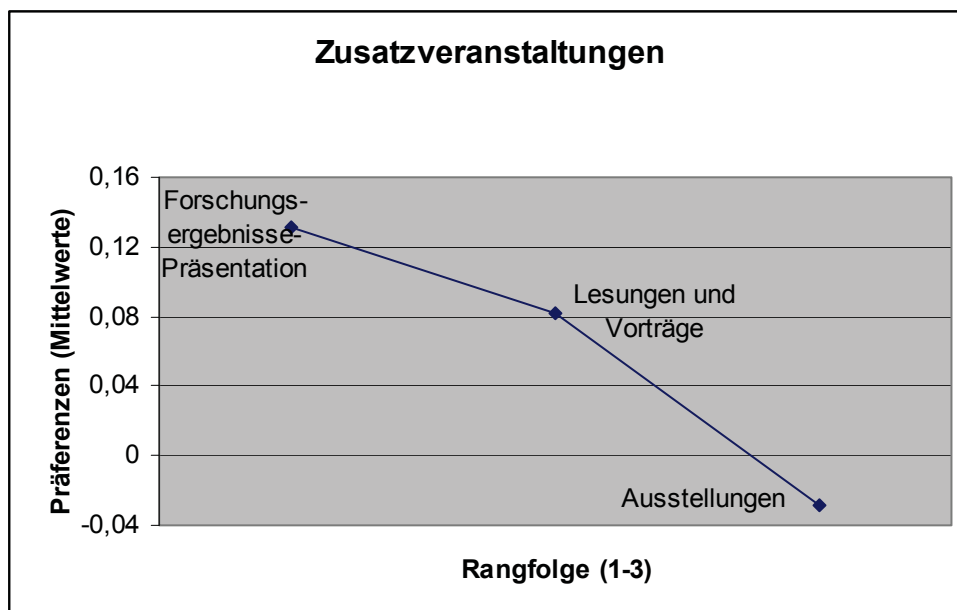 Zusatzveranstaltungen
0,16
0,12
0,08
0,04
0
-0,04
Präferenzen (Mittelwerte)
Forschungs-
ergebnisse-
Präsentation
Lesungen und
Vorträge
Ausstellungen
Rangfolge (1-3)